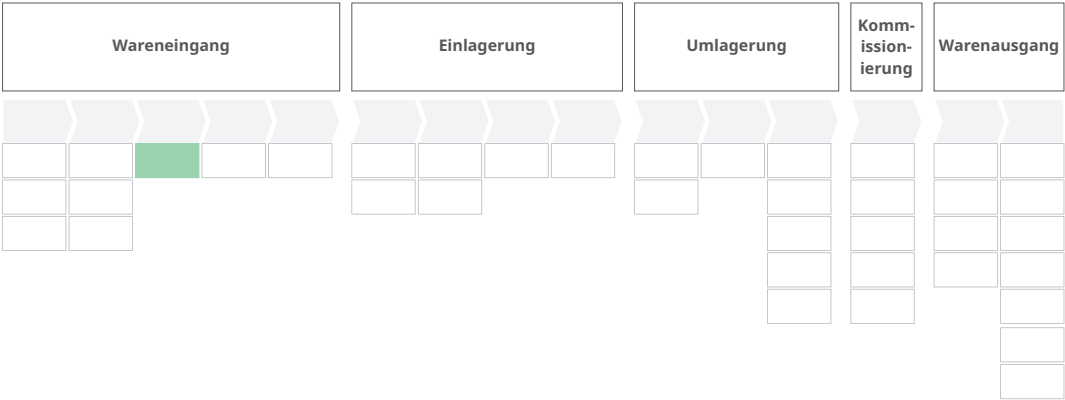 Wareneingang
Einlagerung
Umlagerung
Komm-
ission-
ierung
Warenausgang